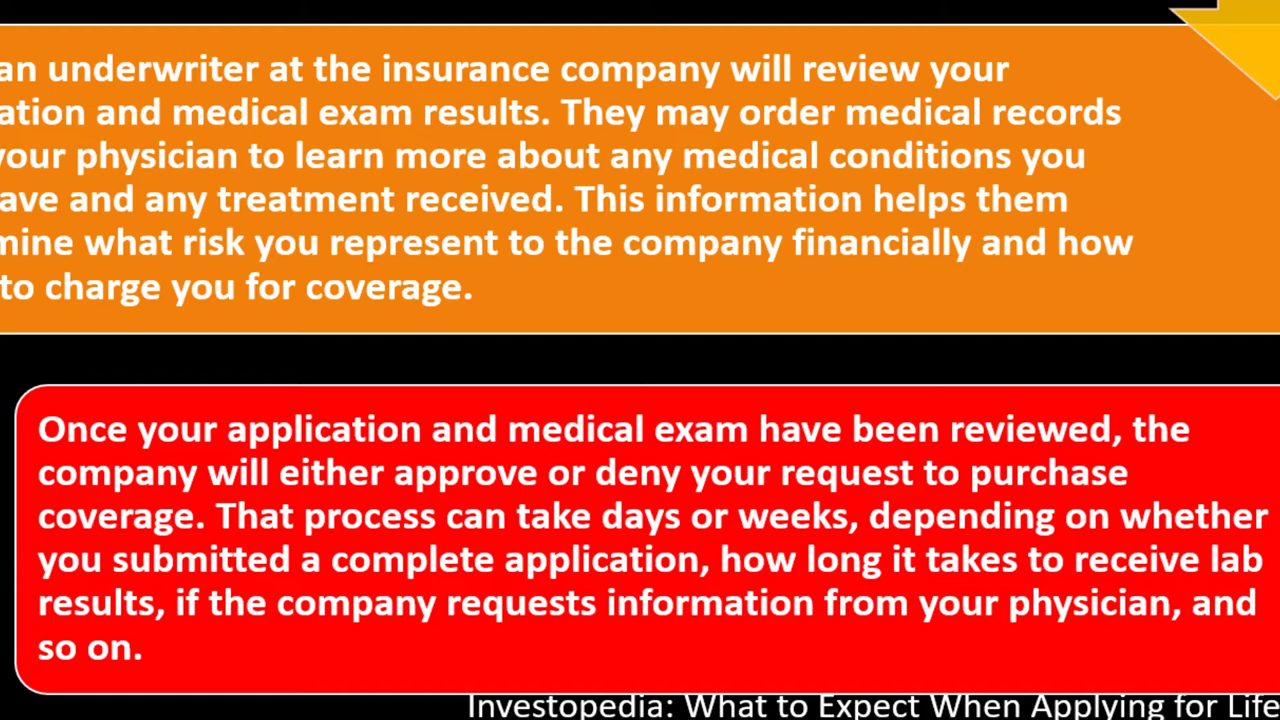 an underwriter at the insurance company will review your
ation and medical exam results. They may order medical records
your physician to learn more about any medical conditions you
ave and any treatment received. This information helps them
mine what risk you represent to the company financially and how
to charge you for coverage.
Once your application and medical exam have been reviewed, the
company will either approve or deny your request to purchase
coverage. That process can take days or weeks, depending on whether
you submitted a complete application, how long it takes to receive lab
results, if the company requests information from your physician, and
so on.
Investopedia: What to Expect When Applying for Life